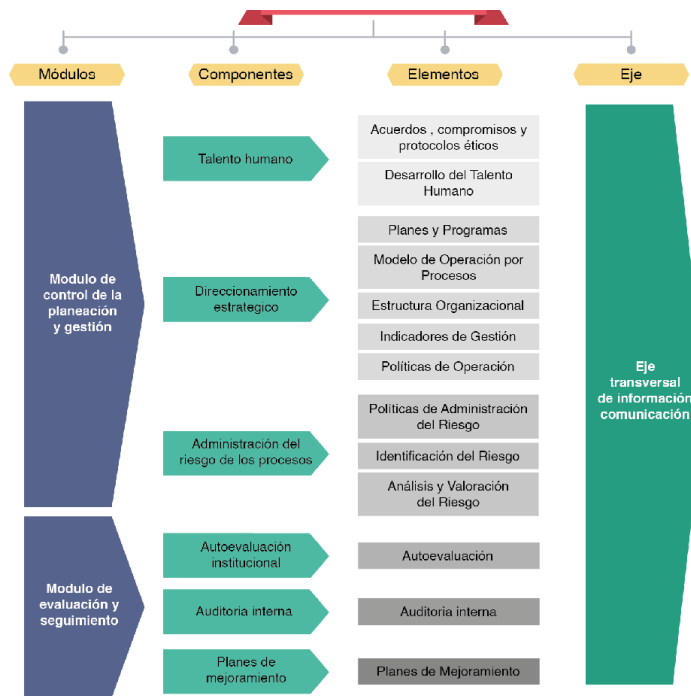 Módulos
Componentes
Elementos
Eje
Modulo de
control de la
planeación
y gestión
Talento humano
Acuerdos , compromisos y
protocolos éticos
Desarrollo del Talento
Humano
Direccionamiento
estrategico
Planes y Programas
Modelo de Operación por
Procesos
Estructura Organizacional
Indicadores de Gestión
Políticas de Operación
Administración del
riesgo de los procesos
Políticas de Administración
del Riesgo
Identificación del Riesgo
Análisis y Valoración
del Riesgo
Modulo de
evaluación y
seguimiento
Autoevaluación
institucional
Autoevaluación
Auditoria interna
Auditoria interna
Planes de
mejoramiento
Planes de Mejoramiento
Eje
transversal
de información
comunicación